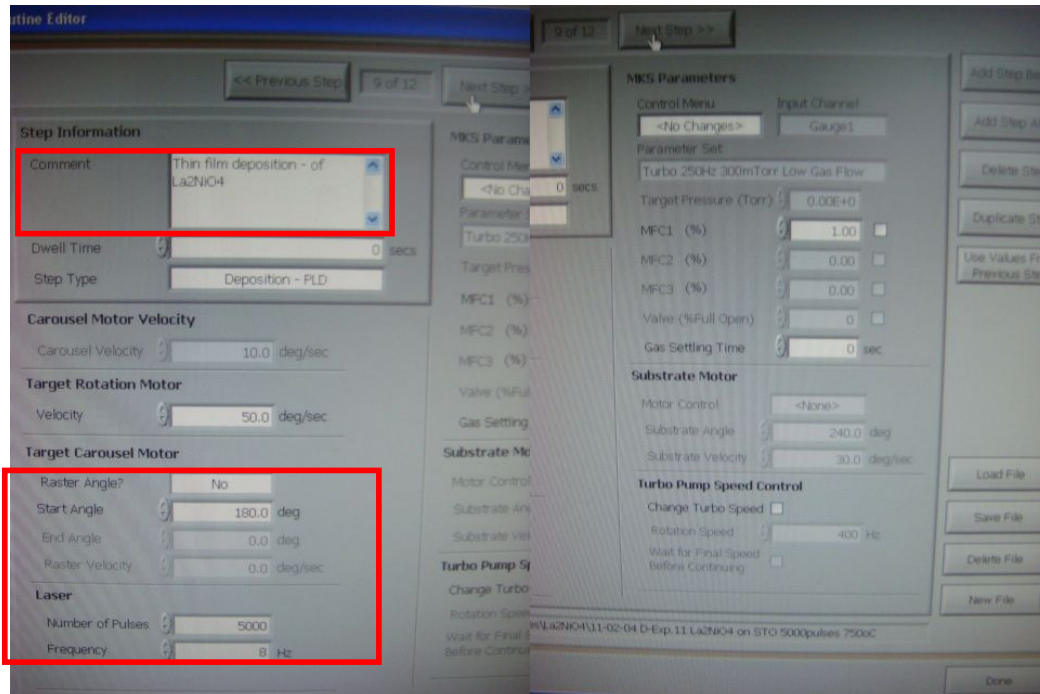 utine Editor
<< Previous Step
9 of 12
Next Step >
Step Information
Comment
Thin film deposition - of
La2NiO4
Dwell Time
0 secs
Step Type
Deposition - PLD
Carousel Motor Velocity
Carousel Velocity
10.0 deg/sec
Target Rotation Motor
Velocity
50.0 deg/sec
Target Carousel Motor
Raster Angle?
No
Start Angle
180.0 deg
End Angle
0.0 deg
Raster Velocity
0.0 deg/sec
Laser
Number of Pulses
5000
Frequency
8 Hz
MKS Parame
Control Men
<No Cha
Parameter S
Turbo 250
Target Pres
MFC1 (%)
MFC2 (%)
MFC3 (%)
Valve (%Ful
Gas Settling
Substrate Mo
Motor Control
Substrate An
Substrate Vel
Turbo Pump Sp
Change Turbo
Rotation Spee
Wait for Final S
Before Continui
9 of 12
Next Step >>
0 secs
MKS Parameters
Control Menu
Input Channel
<No Changes>
Gauge1
Parameter Set
Turbo 250Hz 300mTorr Low Gas Flow
Target Pressure (Torr)
0.00E+0
MFC1 (%)
1.00
MFC2 (%)
0.00
MFC3 (%)
0.00
Valve (%Full Open)
0
Gas Settling Time
0 sec
Substrate Motor
Motor Control
<None>
Substrate Angle
240.0 deg
Substrate Velocity
30.0 deg/sec
Turbo Pump Speed Control
Change Turbo Speed
Rotation Speed
400 Hz
Wait for Final Speed
Before Continuing
La2NiO4\11-02-04 D-Exp.11 La2NiO4 on STO 5000pulses 750oC
Add Step Be
Add Step A
Delete Ste
Duplicate St
Use Values Fr
Previous Ste
Load File
Save File
Delete File
New File
Done